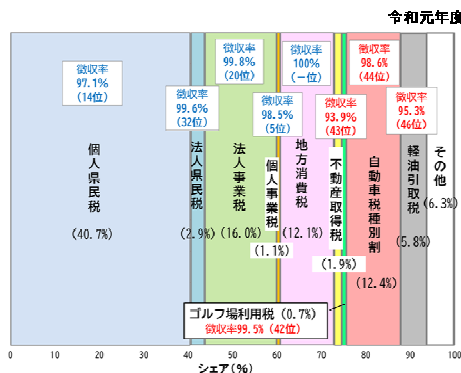 令和元年度
徴収率
97.1%
(14位)
徴収率
99.6%
(32位)
徴収率
99.8%
(20位)
徴収率
98.5%
(5位)
徴収率
100%
(一位)
徴収率
93.9%
(43位)
徴収率
98.6%
(44位)
徴収率
95.3%
(46位)
個人県民税
(40.7%)
法人県民税
(2.9%)
法人事業税
(16.0%)
個人事業税
(1.1%)
地方消費税
(12.1%)
不動産取得税
(1.9%)
自動車税種別割
(12.4%)
軽油引取税
(5.8%)
その他
(6.3%)
ゴルフ場利用税(0.7%)
徴収率99.5%(42位)
0 10 20 30 40 50 60 70 80 90 100
シェア(%)